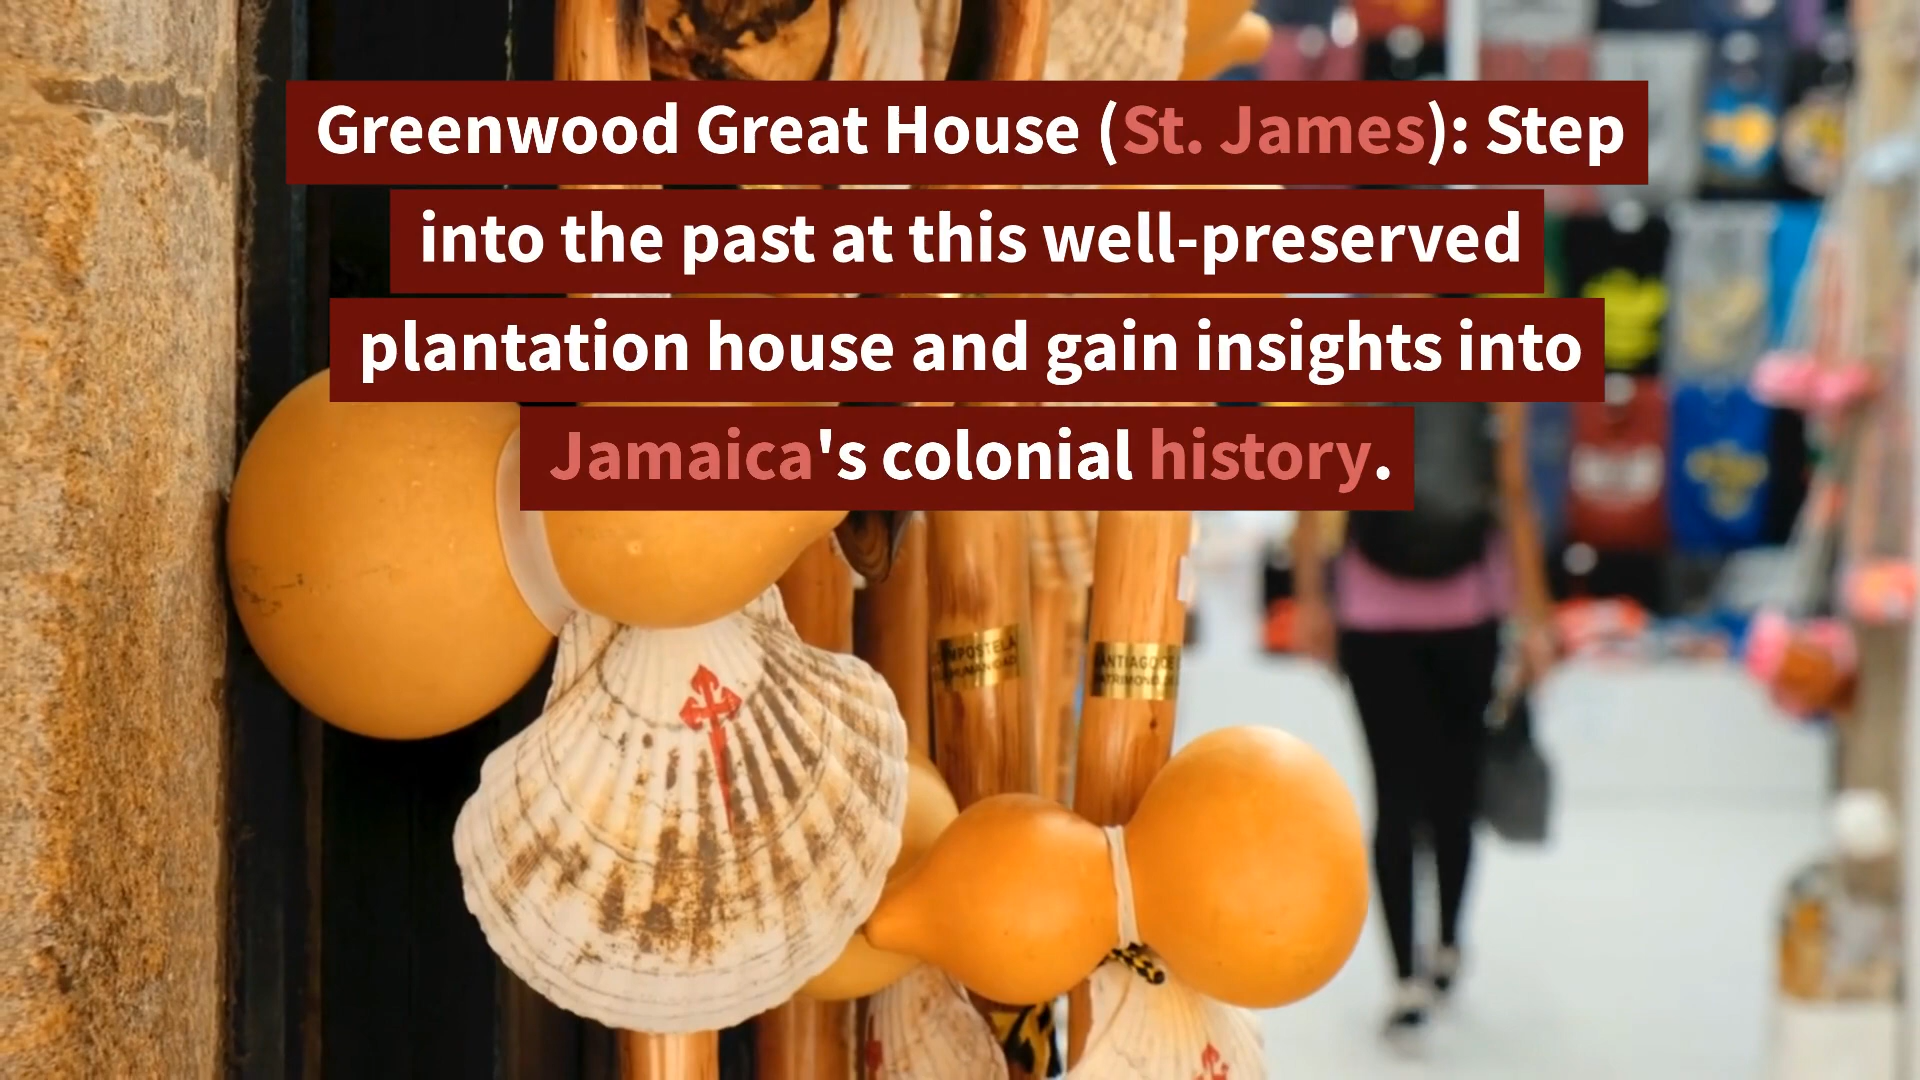 Greenwood Great House (St. James): Step
into the past at this well-preserved
plantation house and gain insights into
Jamaica's colonial history.